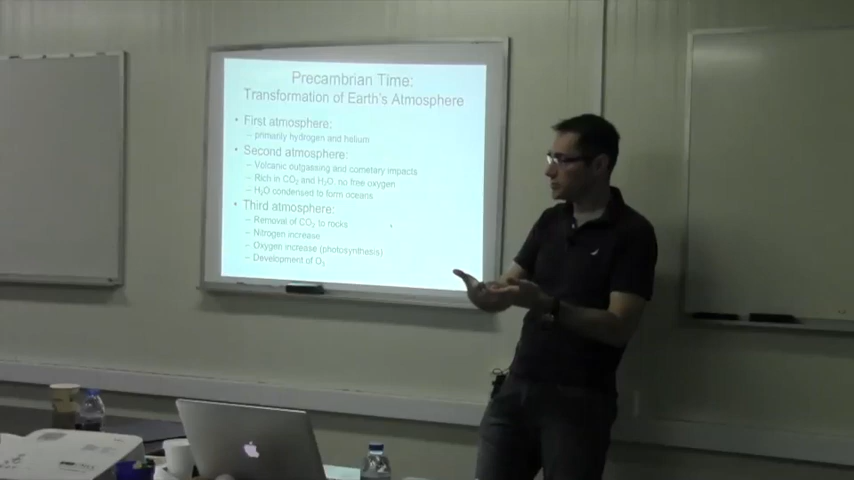 Precambrian Time:
Transformation of Earth's Atmosphere
• First atmosphere:
– primarily hydrogen and helium
• Second atmosphere:
– Volcanic outgassing and cometary impacts
– Rich in CO₂ and H₂O, no free oxygen
– H₂O condensed to form oceans
• Third atmosphere:
– Removal of CO₂ to rocks
– Nitrogen increase
– Oxygen increase (photosynthesis)
– Development of O₃